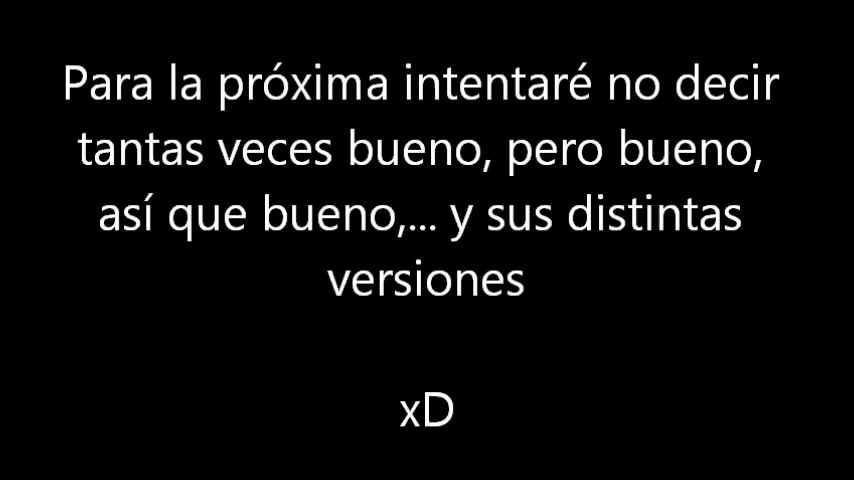 Para la próxima intentaré no decir
tantas veces bueno, pero bueno,
así que bueno,... y sus distintas
versiones
xD